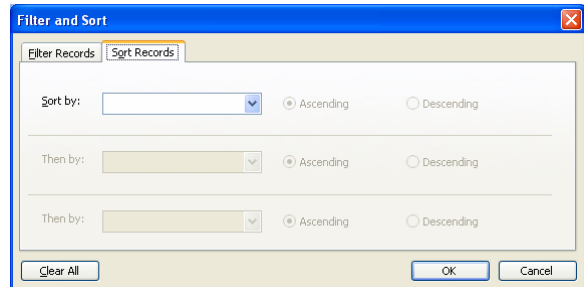 Filter and Sort
Filter Records Sort Records
Sort by: Ascending Descending
Then by: Ascending Descending
Then by: Ascending Descending
Clear All OK Cancel